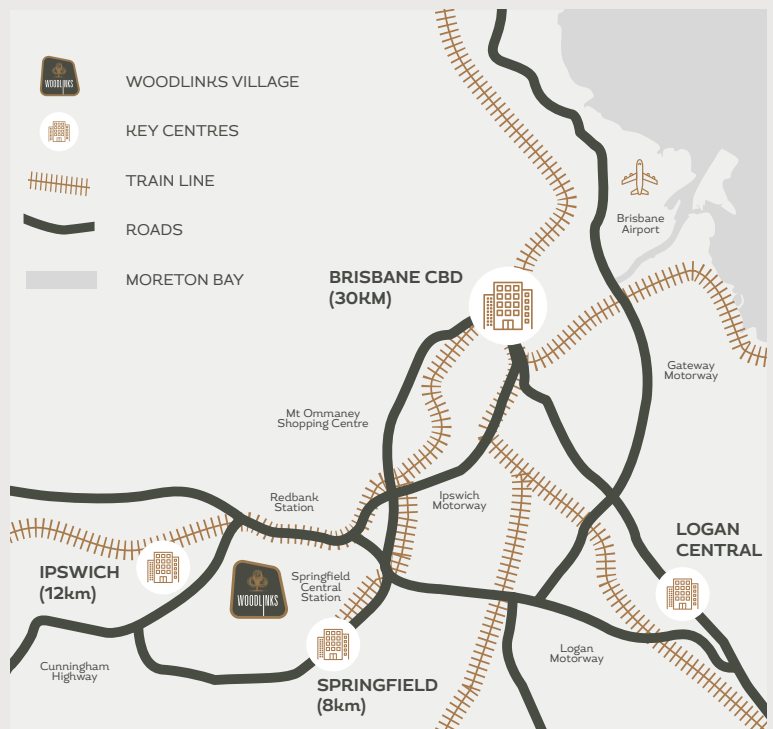 WOODLINKS
WOODLINKS VILLAGE
KEY CENTRES
TRAIN LINE
ROADS
MORETON BAY
Brisbane
Airport
BRISBANE CBD
(30KM)
Gateway
Motorway
Mt Ommaney
Shopping Centre
Redbank
Station
Ipswich
Motorway
LOGAN
CENTRAL
IPSWICH
(12km)
Springfield
Central
Station
WOODLINKS
Logan
Motorway
Cunningham
Highway
SPRINGFIELD
(8km)